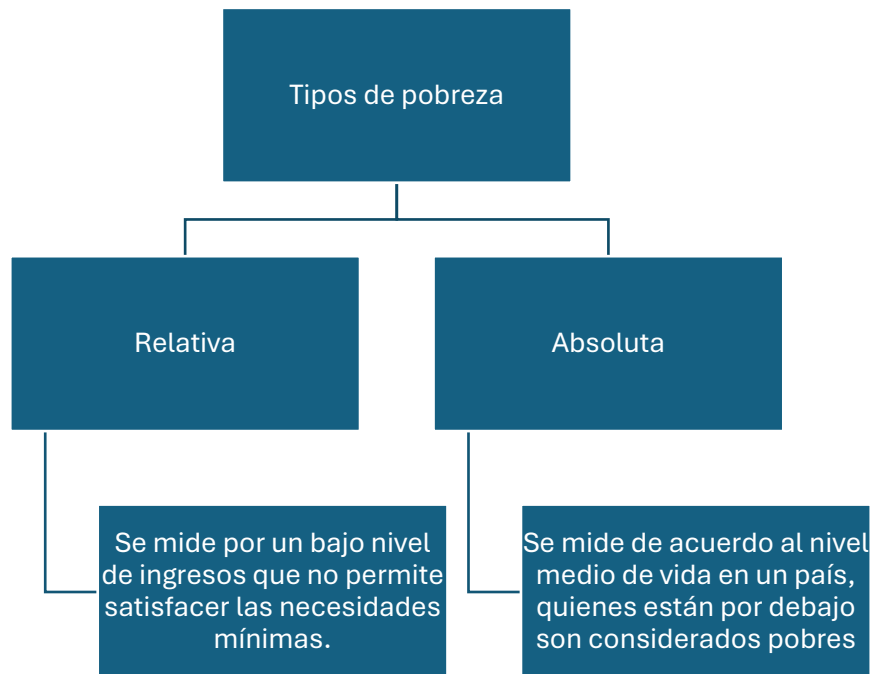 Tipos de pobreza
Relativa
Absoluta
Se mide por un bajo nivel
de ingresos que no permite
satisfacer las necesidades
mínimas.
Se mide de acuerdo al nivel
medio de vida en un país,
quienes están por debajo
son considerados pobres